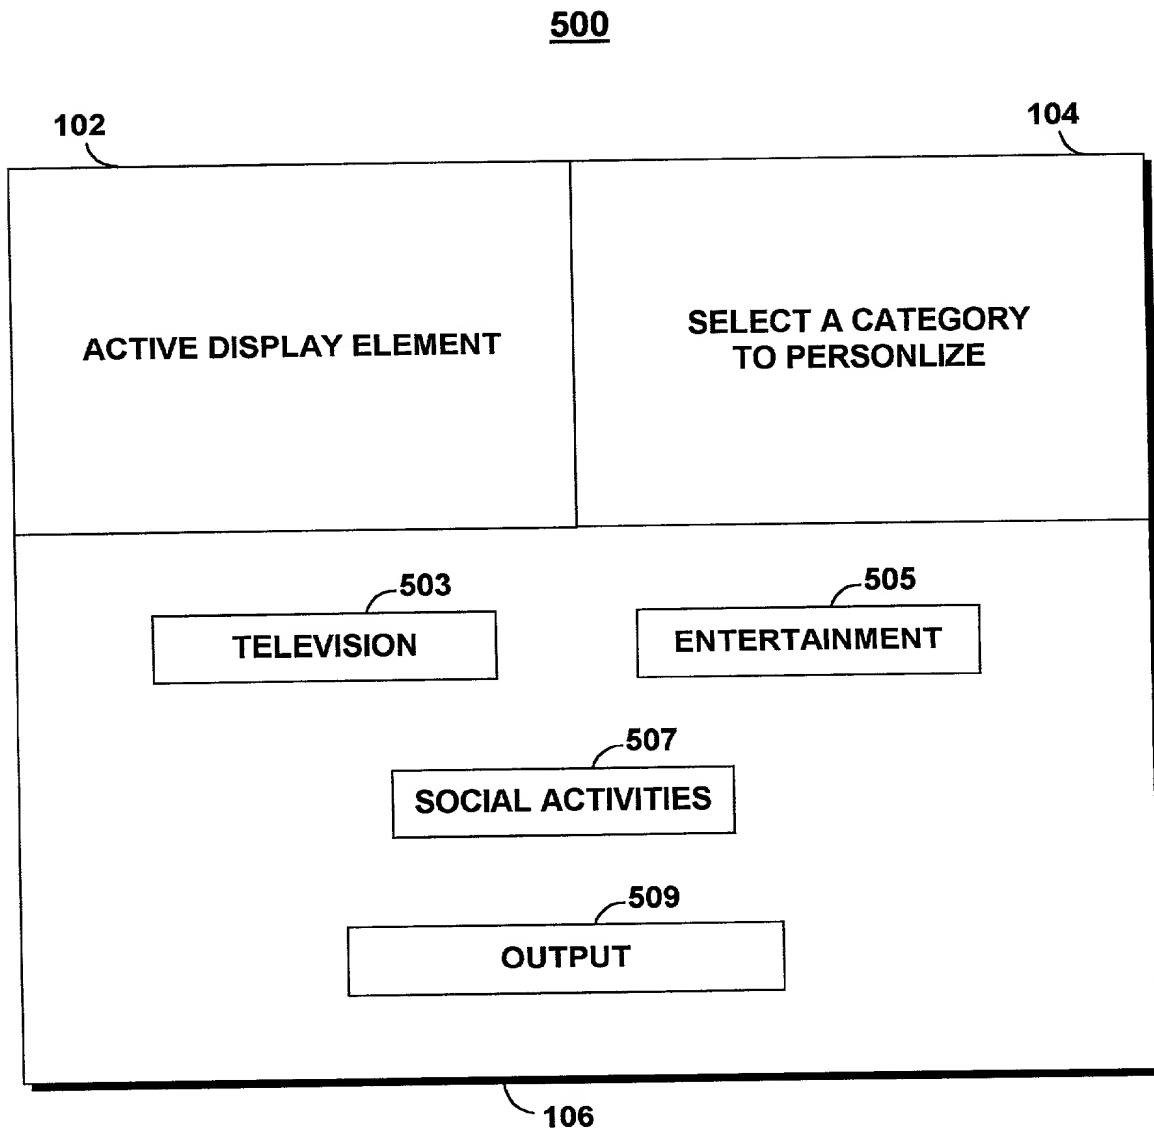 500
102
104
ACTIVE DISPLAY ELEMENT
SELECT A CATEGORY
TO PERSONLIZE
503
505
TELEVISION
ENTERTAINMENT
507
SOCIAL ACTIVITIES
509
OUTPUT
106